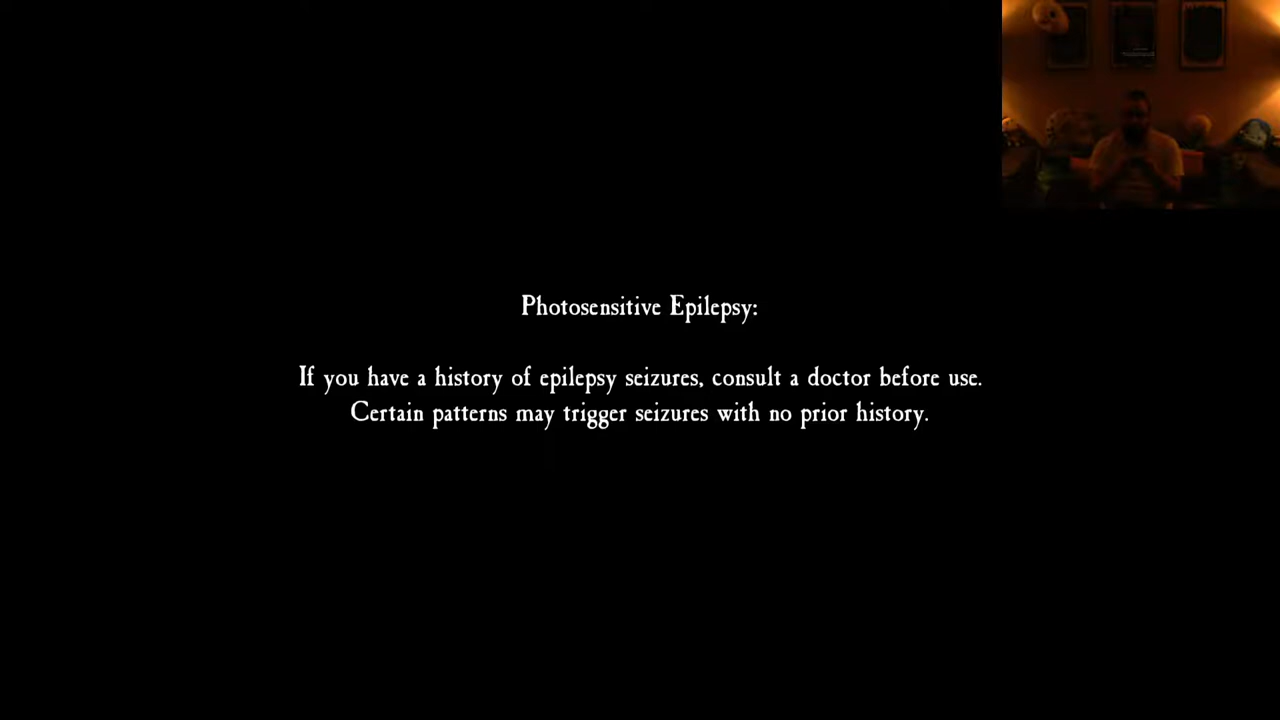 Photosensitive Epilepsy:
If you have a history of epilepsy seizures, consult a doctor before use.
Certain patterns may trigger seizures with no prior history.